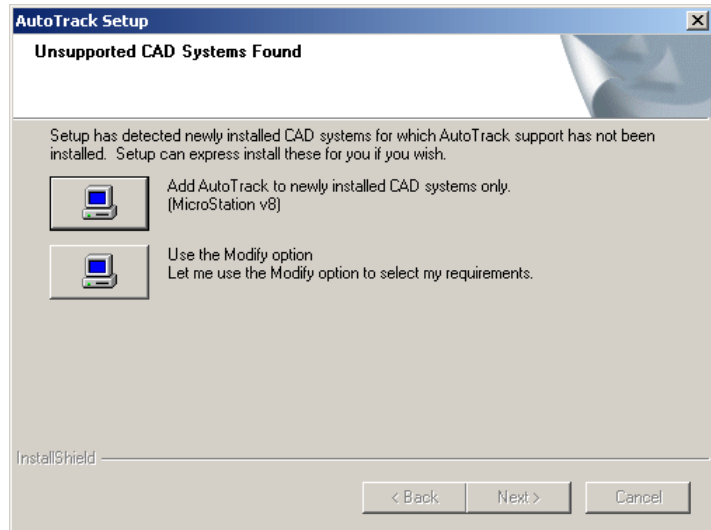 AutoTrack Setup
Unsupported CAD Systems Found
Setup has detected newly installed CAD systems for which AutoTrack support has not been
installed. Setup can express install these for you if you wish.
Add AutoTrack to newly installed CAD systems only.
(MicroStation v8)
Use the Modify option
Let me use the Modify option to select my requirements.
InstallShield
< Back
Next >
Cancel